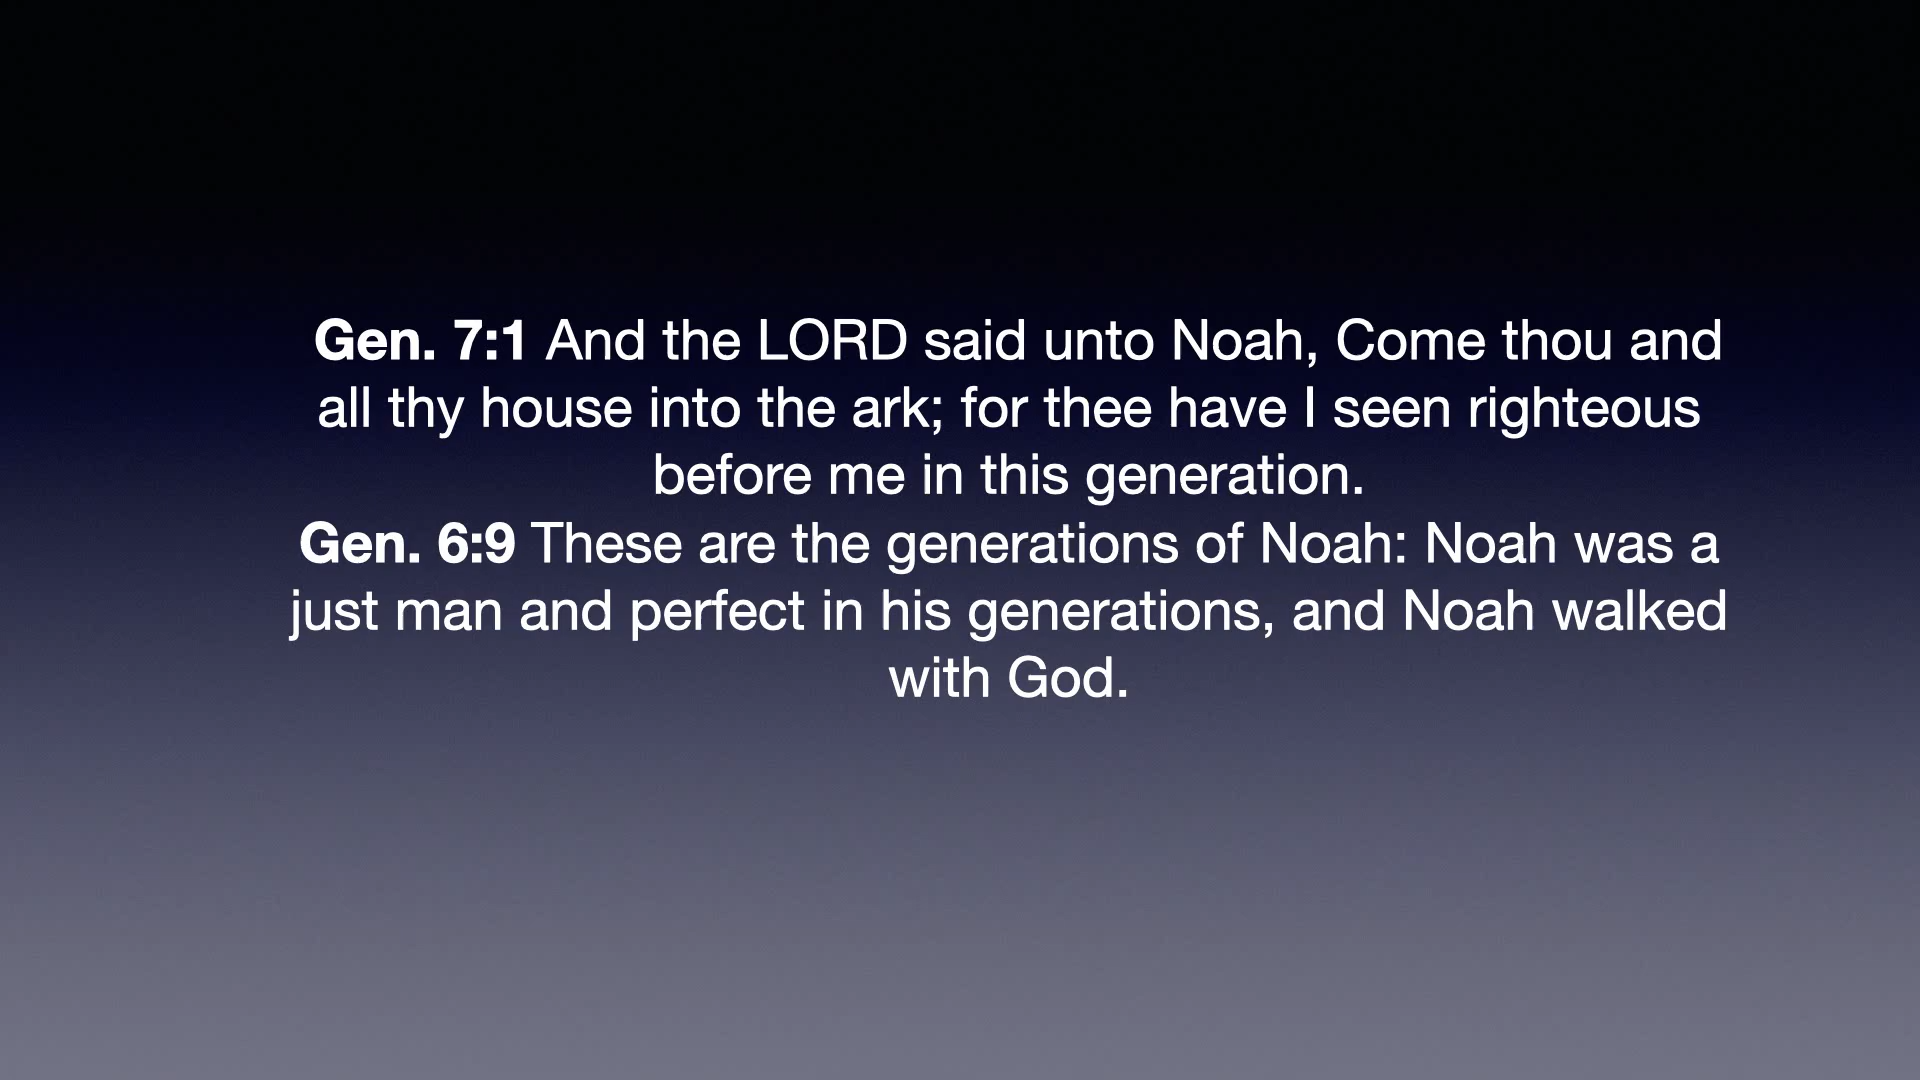 Gen. 7:1 And the LORD said unto Noah, Come thou and
all thy house into the ark; for thee have I seen righteous
before me in this generation.
Gen. 6:9 These are the generations of Noah: Noah was a
just man and perfect in his generations, and Noah walked
with God.